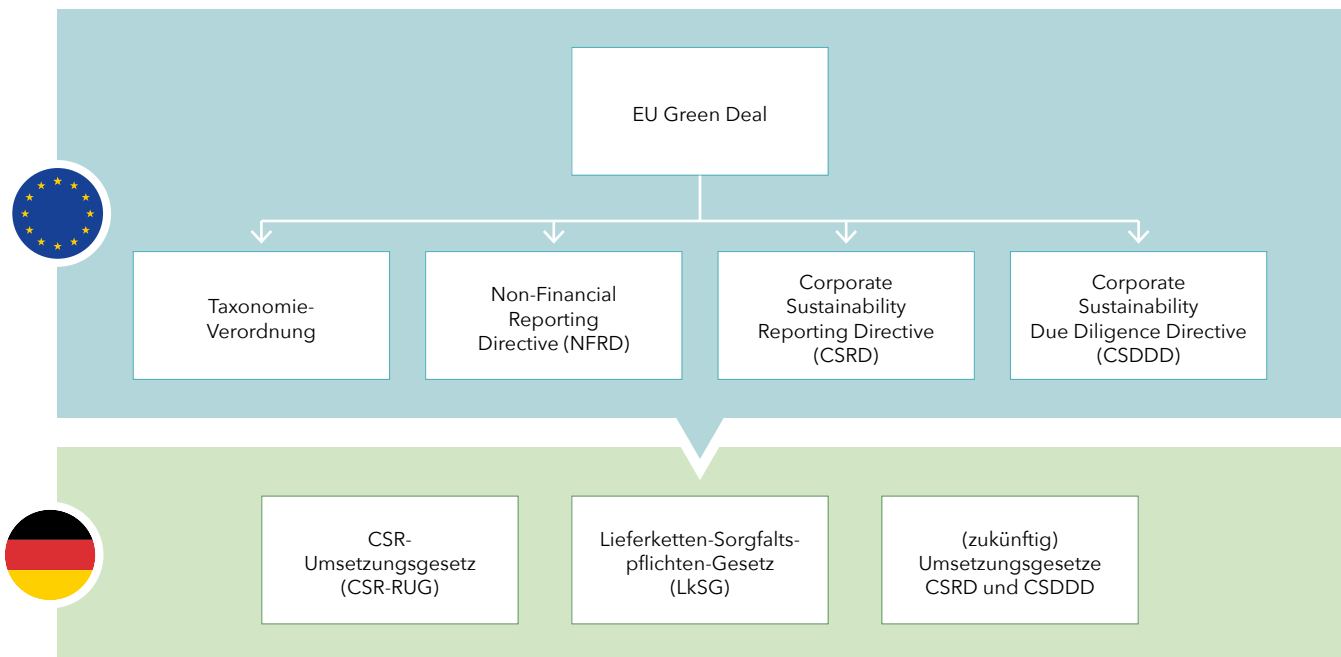 EU Green Deal
Taxonomie-
Verordnung
Non-Financial
Reporting
Directive (NFRD)
Corporate
Sustainability
Reporting Directive
(CSRD)
Corporate
Sustainability
Due Diligence Directive
(CSDDD)
CSR-
Umsetzungsgesetz
(CSR-RUG)
Lieferketten-Sorgfalts-
pflichten-Gesetz
(LkSG)
(zukünftig)
Umsetzungsgesetze
CSRD und CSDDD